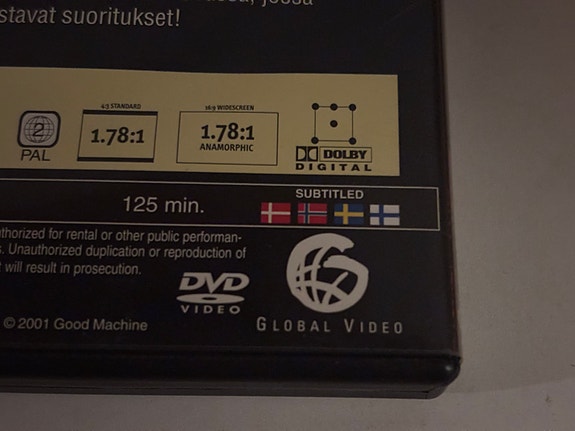 stavat suoritukset!
4:3 STANDARD
1.78:1
16:9 WIDESCREEN
1.78:1
ANAMORPHIC
2
PAL
DOLBY
DIGITAL
125 min.
SUBTITLED
thorized for rental or other public performan-
s. Unauthorized duplication or reproduction of
t will result in prosecution.
DVD
VIDEO
© 2001 Good Machine
GLOBAL VIDEO